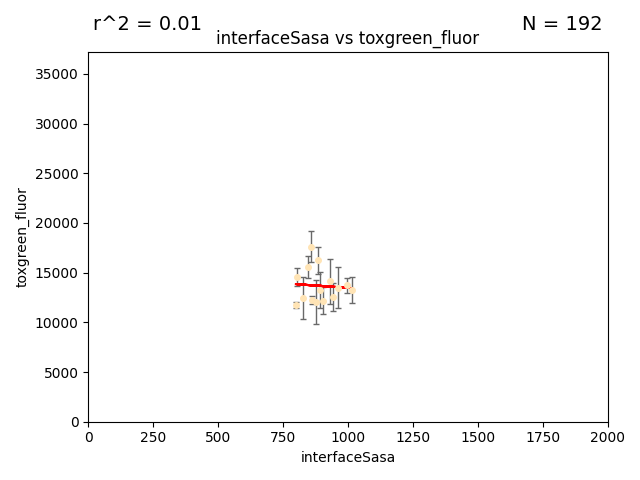 r^2 = 0.01
N = 192
interfaceSasa vs toxgreen_fluor
35000
30000
25000
20000
15000
10000
5000
0
toxgreen_fluor
0 250 500 750 1000 1250 1500 1750 2000
interfaceSasa